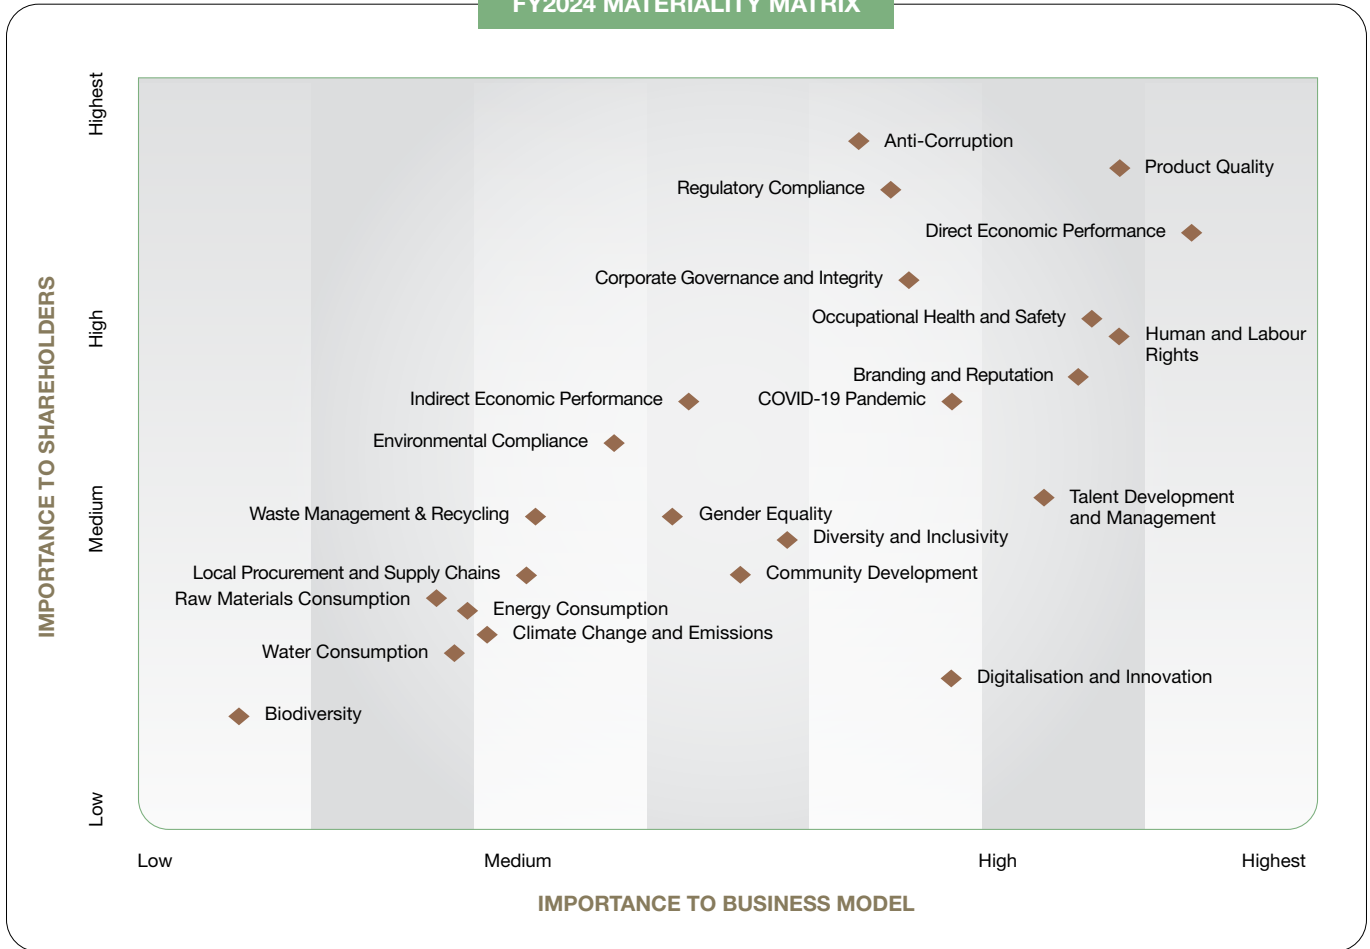 FY2024 MATERIALITY MATRIX
Highest
Anti-Corruption
Product Quality
Regulatory Compliance
Direct Economic Performance
Corporate Governance and Integrity
Occupational Health and Safety
High
Human and Labour
Rights
Branding and Reputation
Indirect Economic Performance
COVID-19 Pandemic
Environmental Compliance
IMPORTANCE TO SHAREHOLDERS
Talent Development
and Management
Medium
Waste Management & Recycling
Gender Equality
Diversity and Inclusivity
Local Procurement and Supply Chains
Community Development
Raw Materials Consumption
Energy Consumption
Climate Change and Emissions
Water Consumption
Digitalisation and Innovation
Biodiversity
Low
Low
Medium
High
Highest
IMPORTANCE TO BUSINESS MODEL